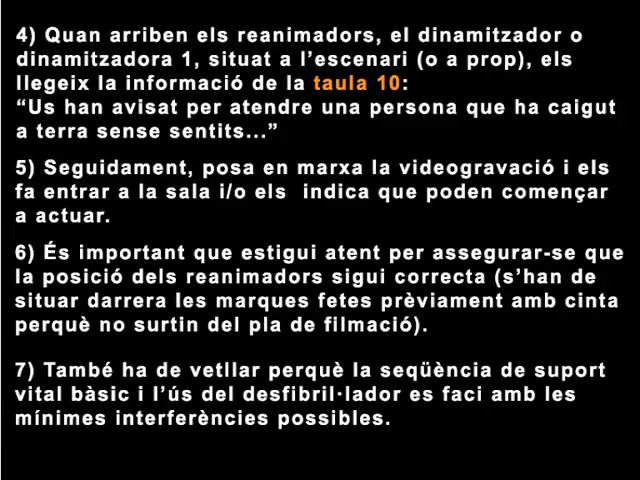 4) Quan arriben els reanimadors, el dinamitzador o
dinamitzadora 1, situat a l’escenari (o a prop), els
llegeix la informació de la taula 10:
“Us han avisat per atendre una persona que ha caigut
a terra sense sentits...”
5) Seguidament, posa en marxa la videogravació i els
fa entrar a la sala i/o els  indica que poden començar
a actuar.
6) És important que estigui atent per assegurar-se que
la posició dels reanimadors sigui correcta (s’han de
situar darrera les marques fetes prèviament amb cinta
perquè no surtin del pla de filmació).
7) També ha de vetllar perquè la seqüència de suport
vital bàsic i l’ús del desfibril·lador es faci amb les
mínimes interferències possibles.